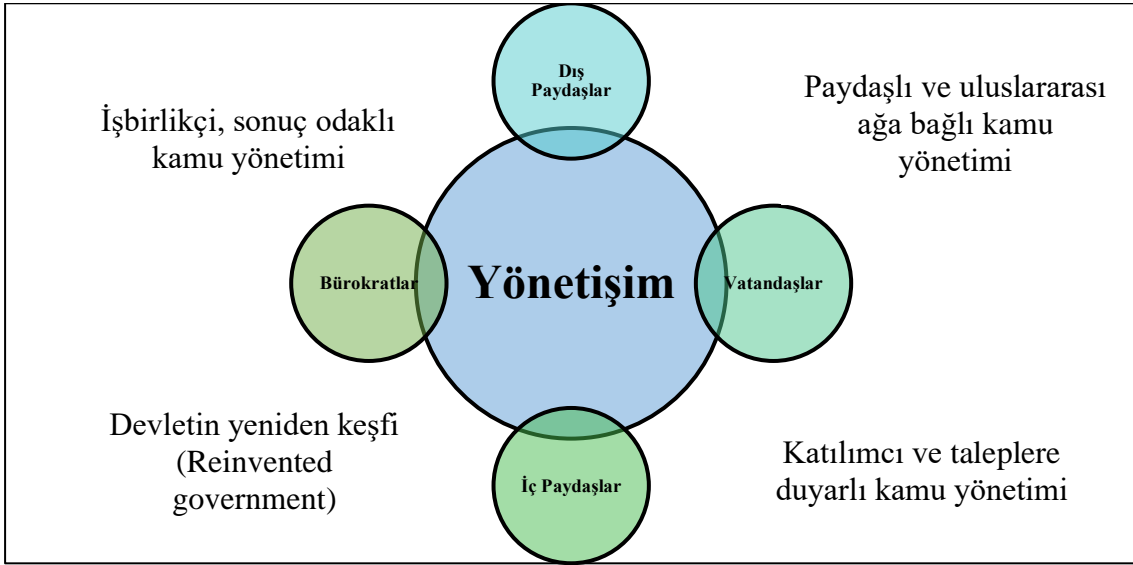 Dış
Paydaşlar
İşbirlikçi, sonuç odaklı
kamu yönetimi
Paydaşlı ve uluslararası
ağa bağlı kamu
yönetimi
Bürokratlar
Yönetişim
Vatandaşlar
Devletin yeniden keşfi
(Reinvented
government)
İç Paydaşlar
Katılımcı ve taleplere
duyarlı kamu yönetimi